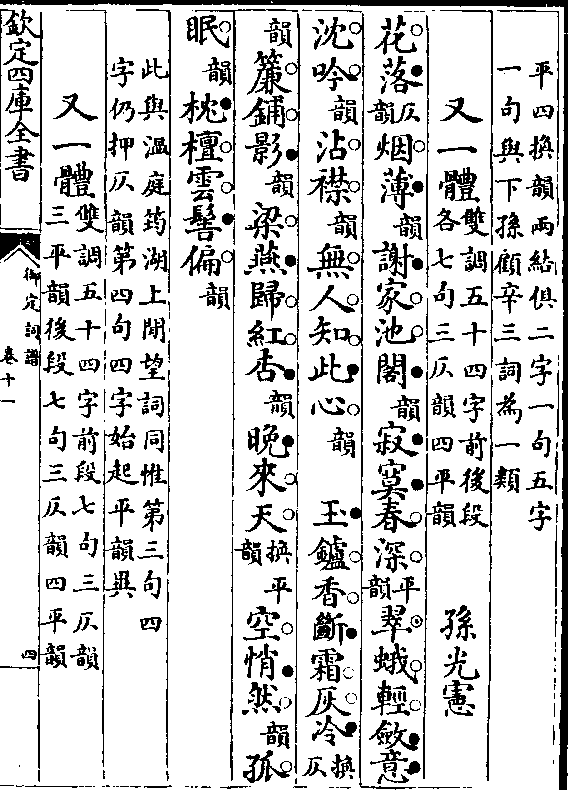 平四換韻兩結俱二字一句五字
一句與下孫顧卒三詞為一類
又一體
雙調五十四字前後段
各七句三仄韻四平韻
孫光憲
花落仄韻烟薄韻謝家池閣韻寂寞春深平韻翠蛾輕斂意
沈吟韻沾襟韻無人知此心韻 玉鑪香斷霜灰冷換仄
韻簾鋪影韻梁燕歸紅杏韻晚來天換平韻空悄然韻孤
眠韻枕檀雲髻偏韻
此與溫庭筠湖上閒望詞同惟第三句四
字仍押仄韻第四句四字始起平韻異
又一體
雙調五十四字前段七句三仄韻
三平韻後段七句三仄韻四平韻
欽定四庫全書
御定詞譜
卷十一
四